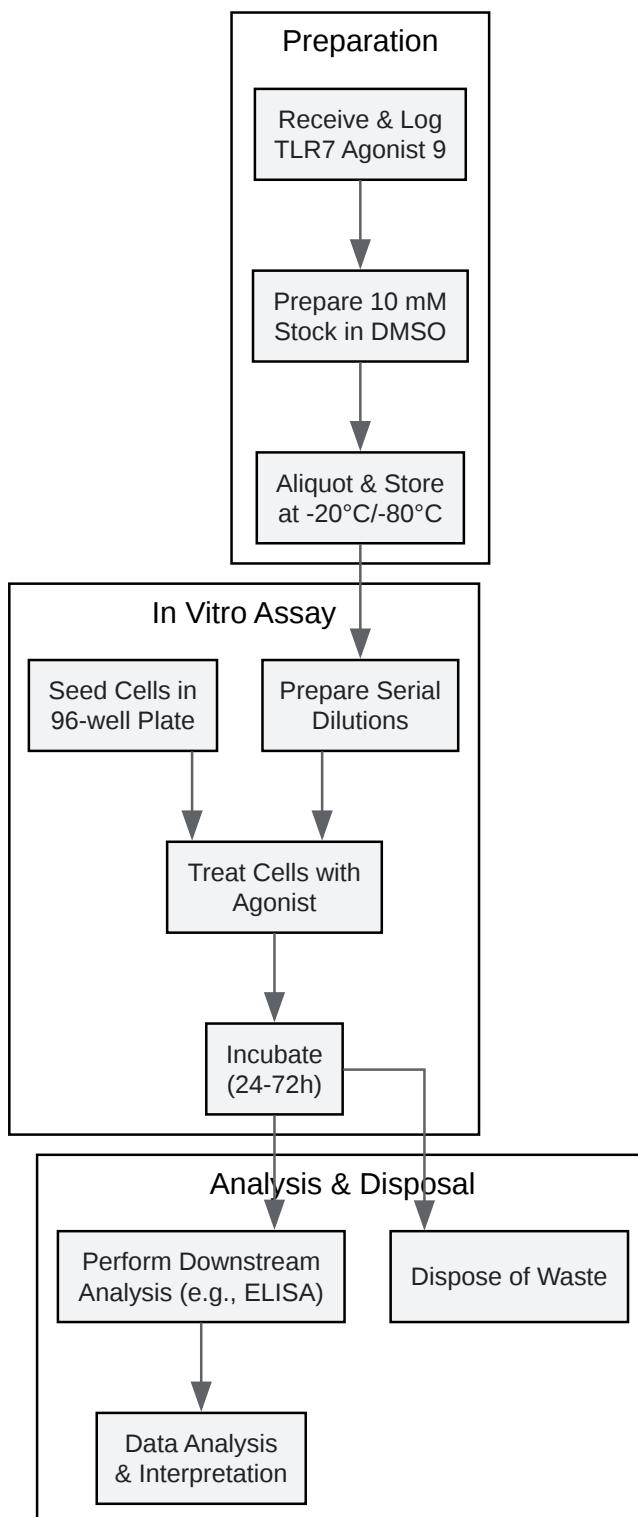 Preparation
Receive & Log
TLR7 Agonist 9
Prepare 10 mM
Stock in DMSO
Aliquot & Store
at -20°C/-80°C
In Vitro Assay
Seed Cells in
96-well Plate
Prepare Serial
Dilutions
Treat Cells with
Agonist
Incubate
(24-72h)
Analysis & Disposal
Perform Downstream
Analysis (e.g., ELISA)
Dispose of Waste
Data Analysis
& Interpretation